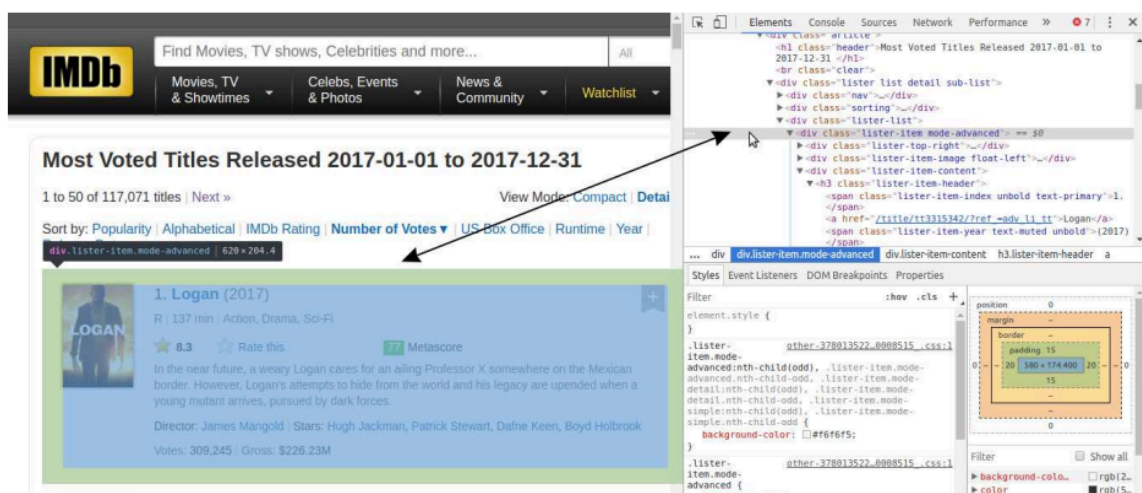 IMDb
Find Movies, TV shows, Celebrities and more...
All
Movies, TV
& Showtimes
Celebs, Events
& Photos
News &
Community
Watchlist
Most Voted Titles Released 2017-01-01 to 2017-12-31
1 to 50 of 117,071 titles | Next »
View Mode: Compact | Detai
Sort by: Popularity | Alphabetical | IMDb Rating | Number of Votes ▼ | US Box Office | Runtime | Year |
div.lister-item.mode-advanced | 620 × 204.4
LOGAN
1. Logan (2017)
R | 137 min | Action, Drama, Sci-Fi
8.3
Rate this
77 Metascore
In the near future, a weary Logan cares for an ailing Professor X somewhere on the Mexican
border. However, Logan's attempts to hide from the world and his legacy are upended when a
young mutant arrives, pursued by dark forces.
Director: James Mangold | Stars: Hugh Jackman, Patrick Stewart, Dafne Keen, Boyd Holbrook
Votes: 309,245 | Gross: $226.23M
Elements Console Sources Network Performance » 7
▼<div class="article">
<h1 class="header">Most Voted Titles Released 2017-01-01 to
2017-12-31 </h1>
<br class="clear">
▼<div class="lister list detail sub-list">
▶<div class="nav">…</div>
▶<div class="sorting">…</div>
▼<div class="lister-list">
▼<div class="lister-item mode-advanced"> == $0
▶<div class="lister-top-right">…</div>
▶<div class="lister-item-image float-left">…</div>
▼<div class="lister-item-content">
▼<h3 class="lister-item-header">
<span class="lister-item-index unbold text-primary">1.
</span>
<a href="/title/tt3315342/?ref_=adv_li_tt">Logan</a>
<span class="lister-item-year text-muted unbold">(2017)
</span>
... div div.lister-item.mode-advanced div.lister-item-content h3.lister-item-header a
Styles Event Listeners DOM Breakpoints Properties
Filter :hov .cls +
element.style {
}
.lister- other-378013522…0008515_.css:1
item.mode-
advanced:nth-child(odd), .lister-item.mode-
advanced.nth-child-odd, .lister-item.mode-
detail:nth-child(odd), .lister-item.mode-
detail.nth-child-odd, .lister-item.mode-
simple:nth-child(odd), .lister-item.mode-
simple.nth-child-odd {
background-color: #f6f6f5;
}
.lister- other-378013522…0008515_.css:1
item.mode-
advanced {
position 0
margin –
border –
padding 15
0 – – 20 580 × 174.400 20 – – 0
15
–
–
0
Filter Show all
▶ background-colo… rgb(2…
▶ color rgb(5…